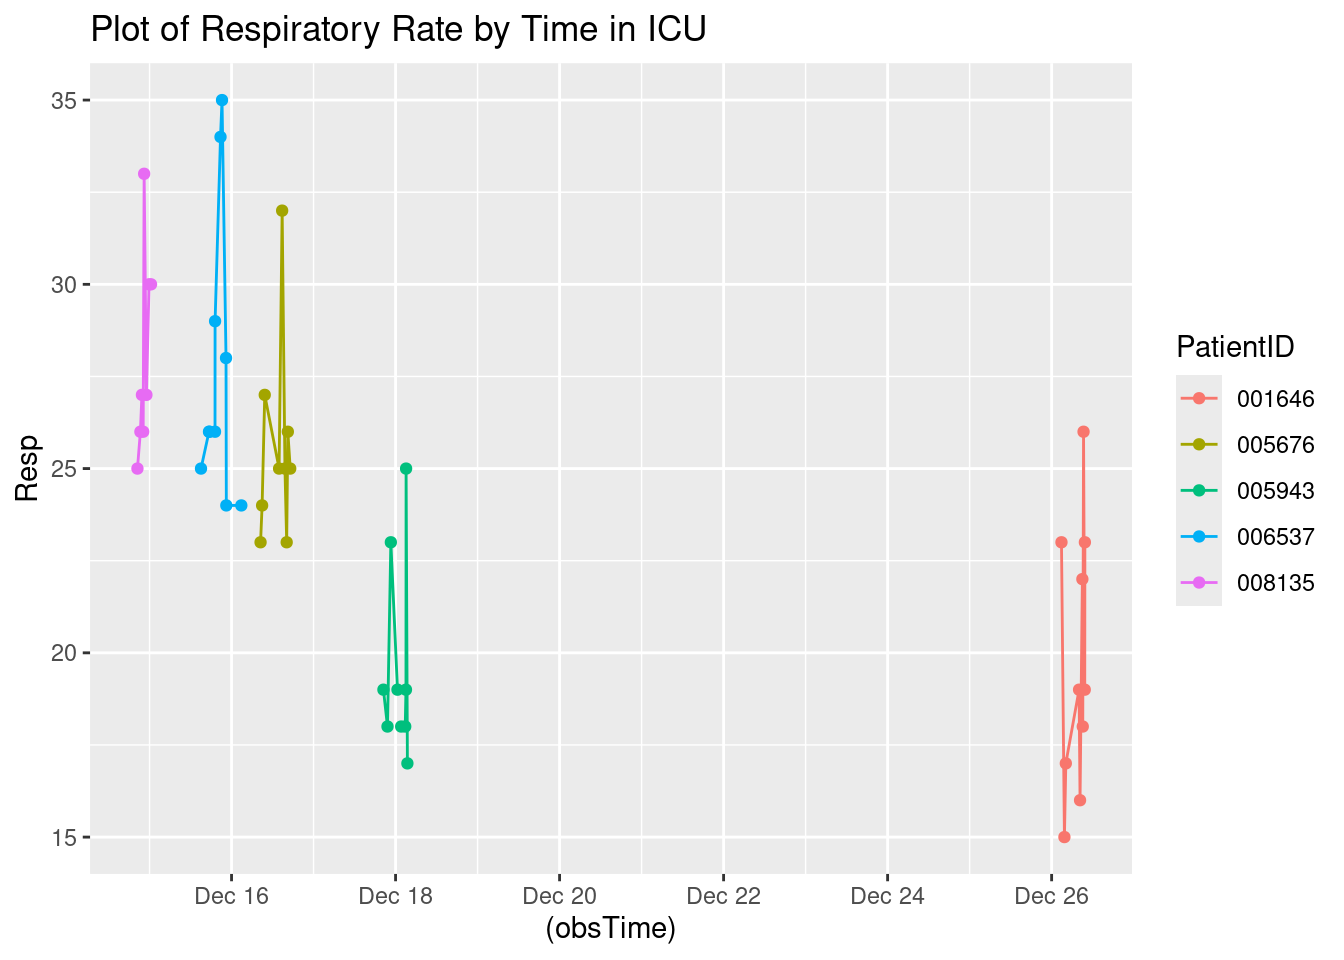 Plot of Respiratory Rate by Time in ICU
35
30
25
20
15
Resp
Dec 16 Dec 18 Dec 20 Dec 22 Dec 24 Dec 26
(obsTime)
PatientID
001646
005676
005943
006537
008135